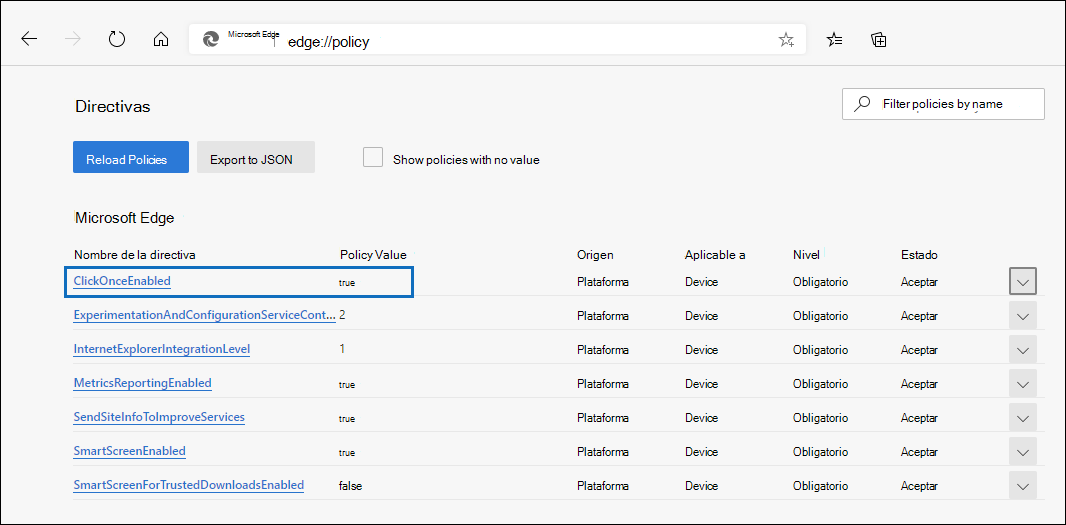 Microsoft Edge edge://policy
Directivas
Filter policies by name
Reload Policies Export to JSON Show policies with no value
Microsoft Edge
Nombre de la directiva Policy Value Origen Aplicable a Nivel Estado
ClickOnceEnabled true Plataforma Device Obligatorio Aceptar
ExperimentationAndConfigurationServiceCont... 2 Plataforma Device Obligatorio Aceptar
InternetExplorerIntegrationLevel 1 Plataforma Device Obligatorio Aceptar
MetricsReportingEnabled true Plataforma Device Obligatorio Aceptar
SendSiteInfoToImproveServices true Plataforma Device Obligatorio Aceptar
SmartScreenEnabled true Plataforma Device Obligatorio Aceptar
SmartScreenForTrustedDownloadsEnabled false Plataforma Device Obligatorio Aceptar